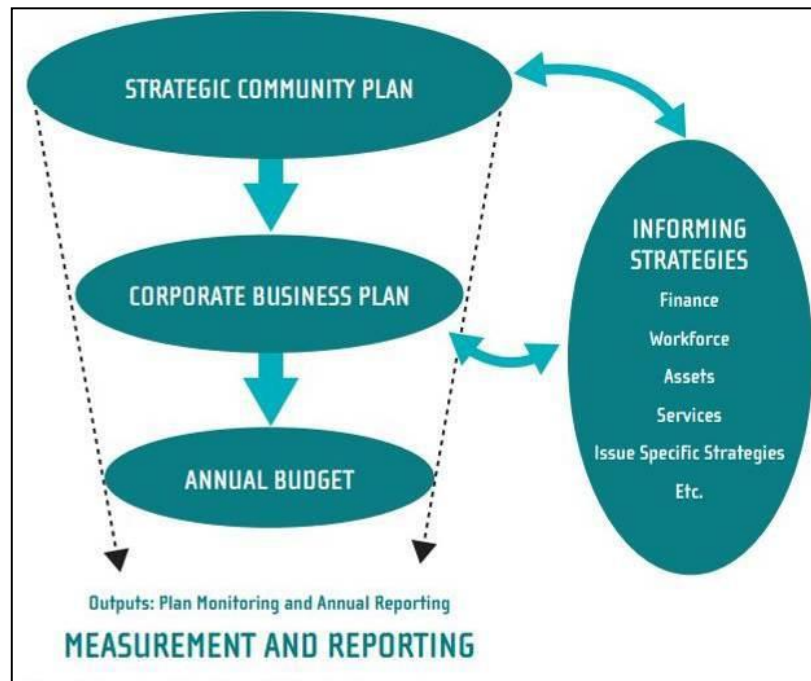 STRATEGIC COMMUNITY PLAN
CORPORATE BUSINESS PLAN
ANNUAL BUDGET
INFORMING
STRATEGIES
Finance
Workforce
Assets
Services
Issue Specific Strategies
Etc.
Outputs: Plan Monitoring and Annual Reporting
MEASUREMENT AND REPORTING